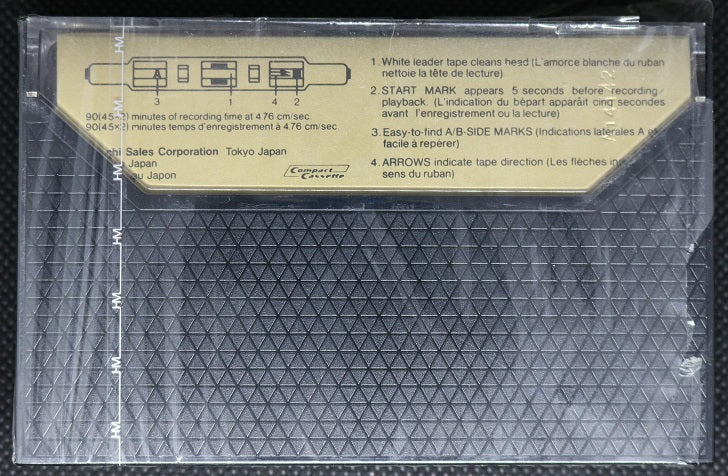 A
3 1 4 2
90(45×2) minutes of recording time at 4.76 cm/sec.
90(45×2) minutes temps d'enregistrement à 4.76 cm/sec.
Sales Corporation Tokyo Japan
Japan
Japon
Compact
Cassette
1. White leader tape cleans head (L'amorce blanche du ruban
nettoie la tête de lecture)
2. START MARK appears 5 seconds before recording/
playback. (L'indication du bèpart apparaît cinq secondes
avant l'enregistrement ou la lecture)
3. Easy-to-find A/B-SIDE MARKS (Indications latérales A
facile à repérer)
4. ARROWS indicate tape direction (Les flèches
sens du ruban)
HM
HM
HM
HM
HM
HM
HM